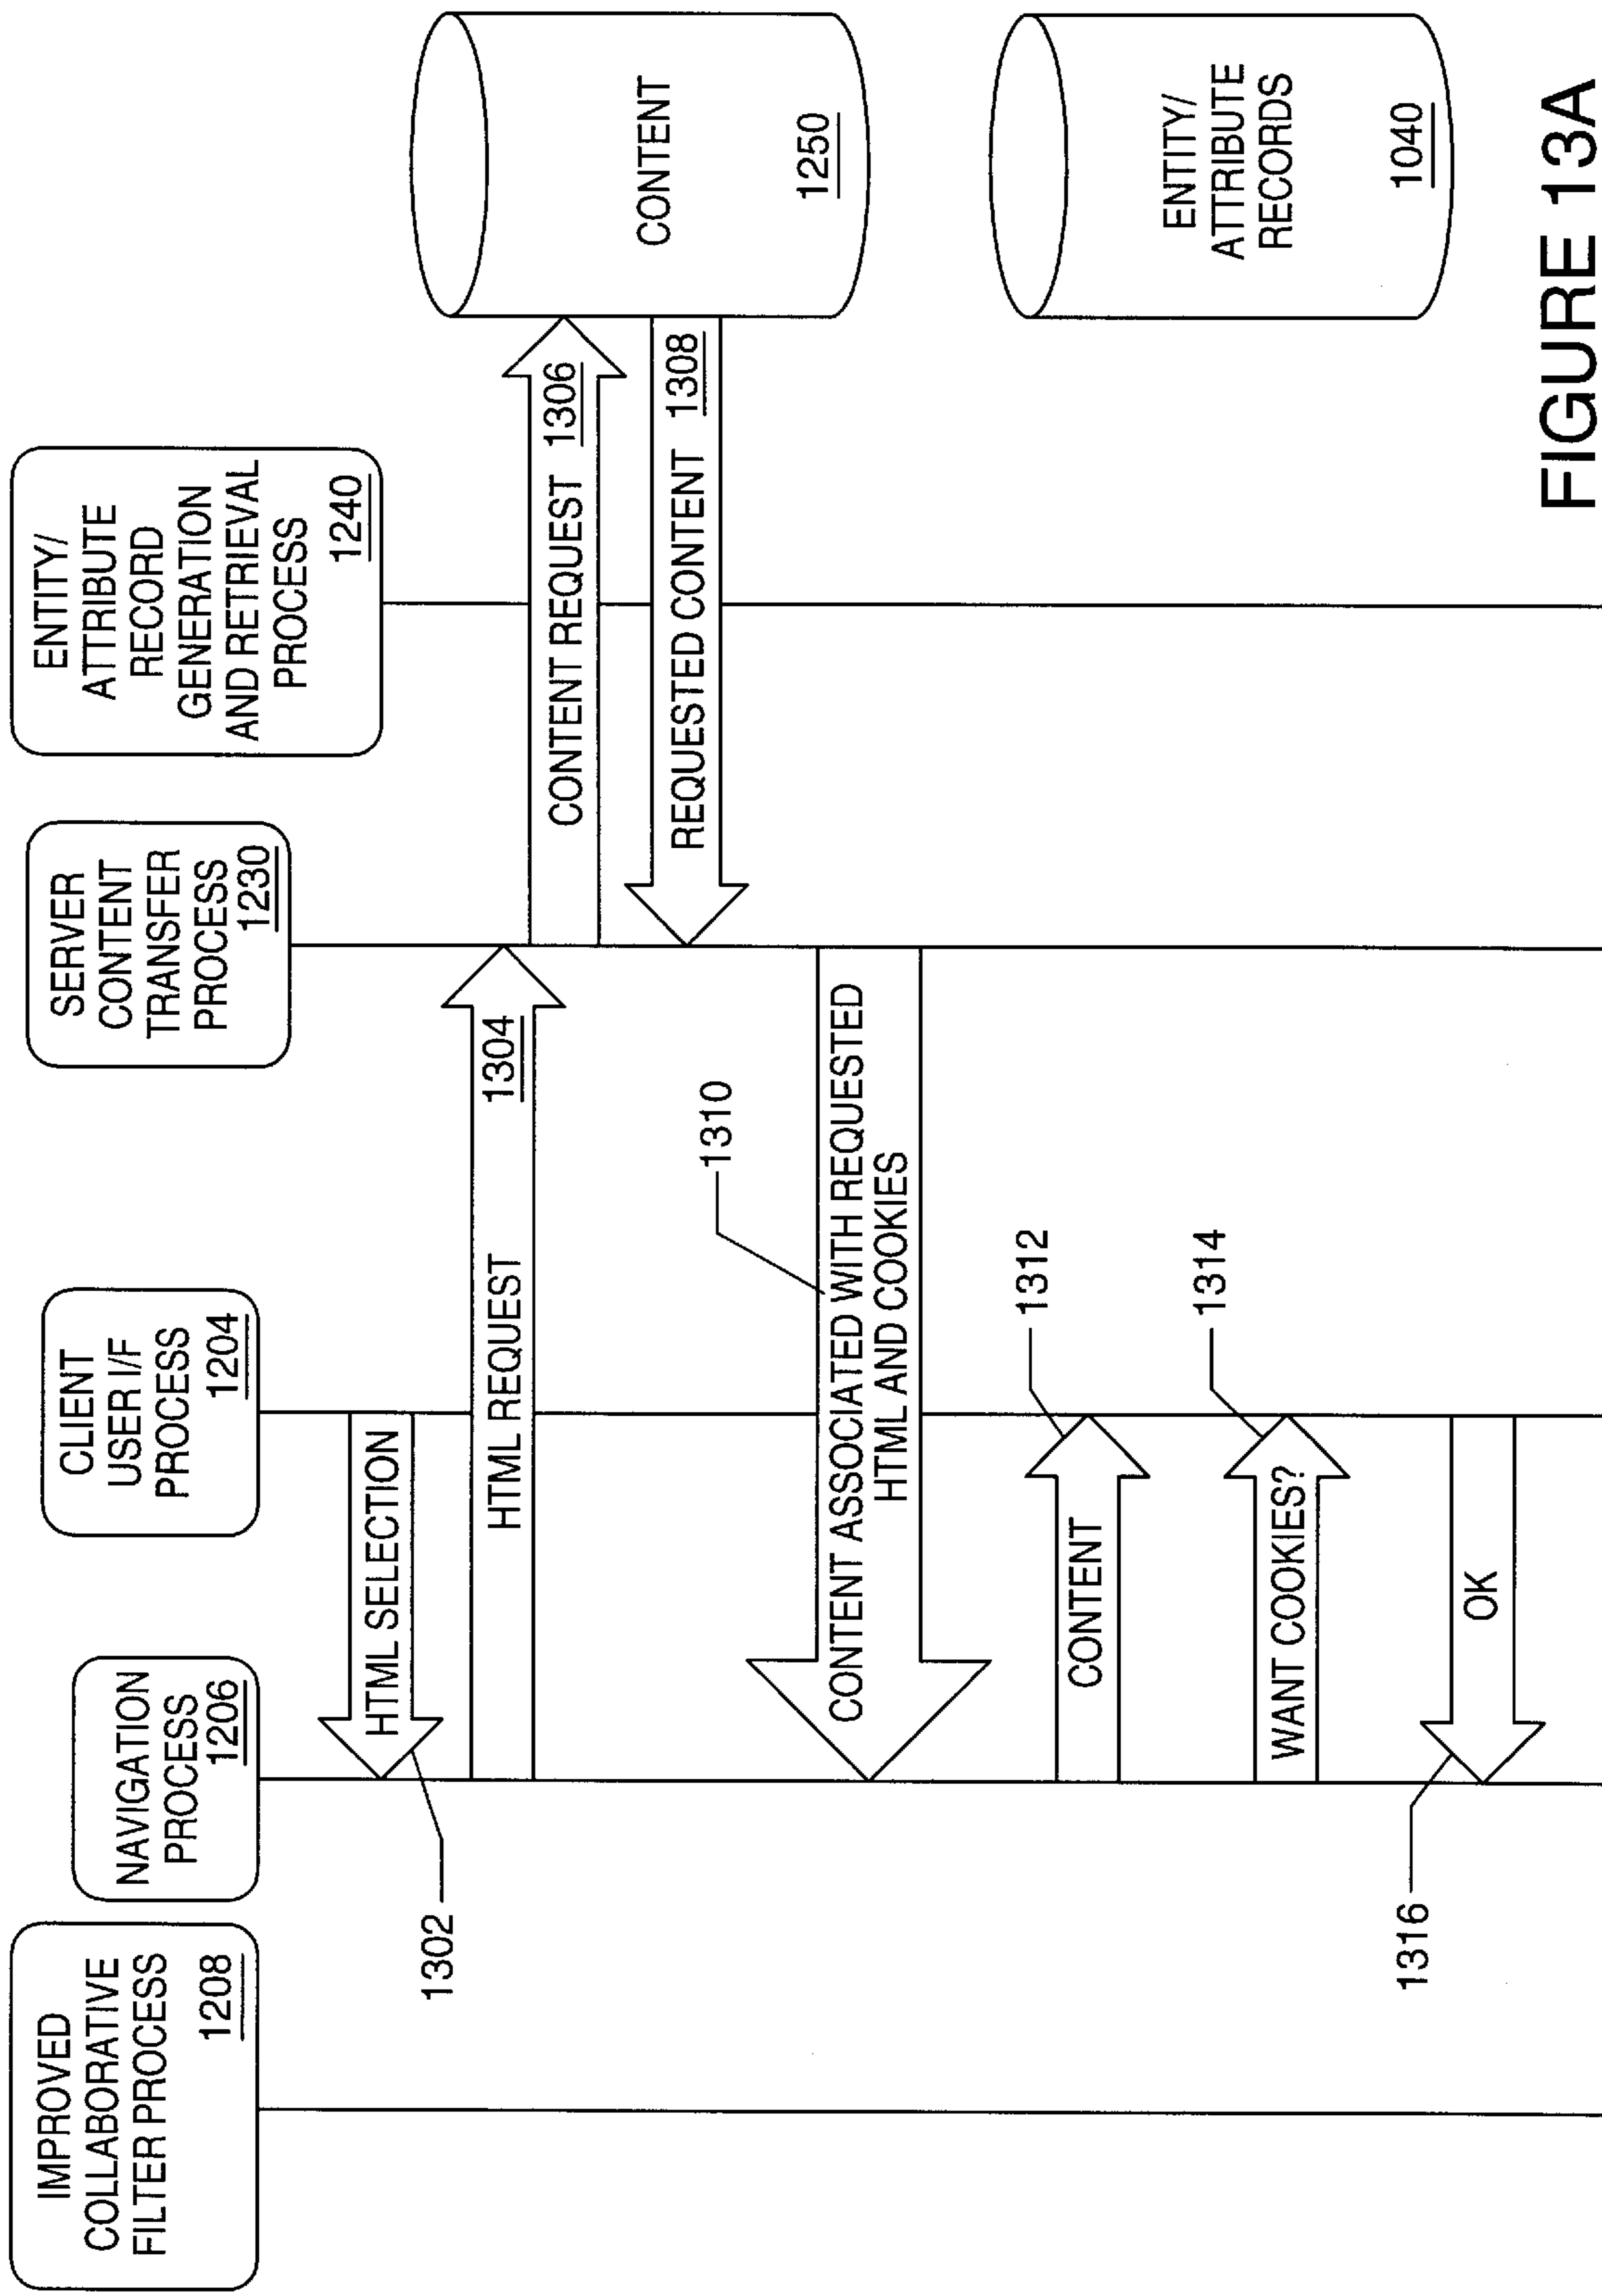 IMPROVED
COLLABORATIVE
FILTER PROCESS
1208
NAVIGATION
PROCESS
1206
CLIENT
USER I/F
PROCESS
1204
SERVER
CONTENT
TRANSFER
PROCESS
1230
ENTITY/
ATTRIBUTE
RECORD
GENERATION
AND RETRIEVAL
PROCESS
1240
HTML SELECTION
1302
HTML REQUEST
1304
CONTENT REQUEST
1306
REQUESTED CONTENT
1308
CONTENT
1250
1310
CONTENT ASSOCIATED WITH REQUESTED
HTML AND COOKIES
CONTENT
1312
WANT COOKIES?
1314
OK
1316
ENTITY/
ATTRIBUTE
RECORDS
1040
FIGURE 13A